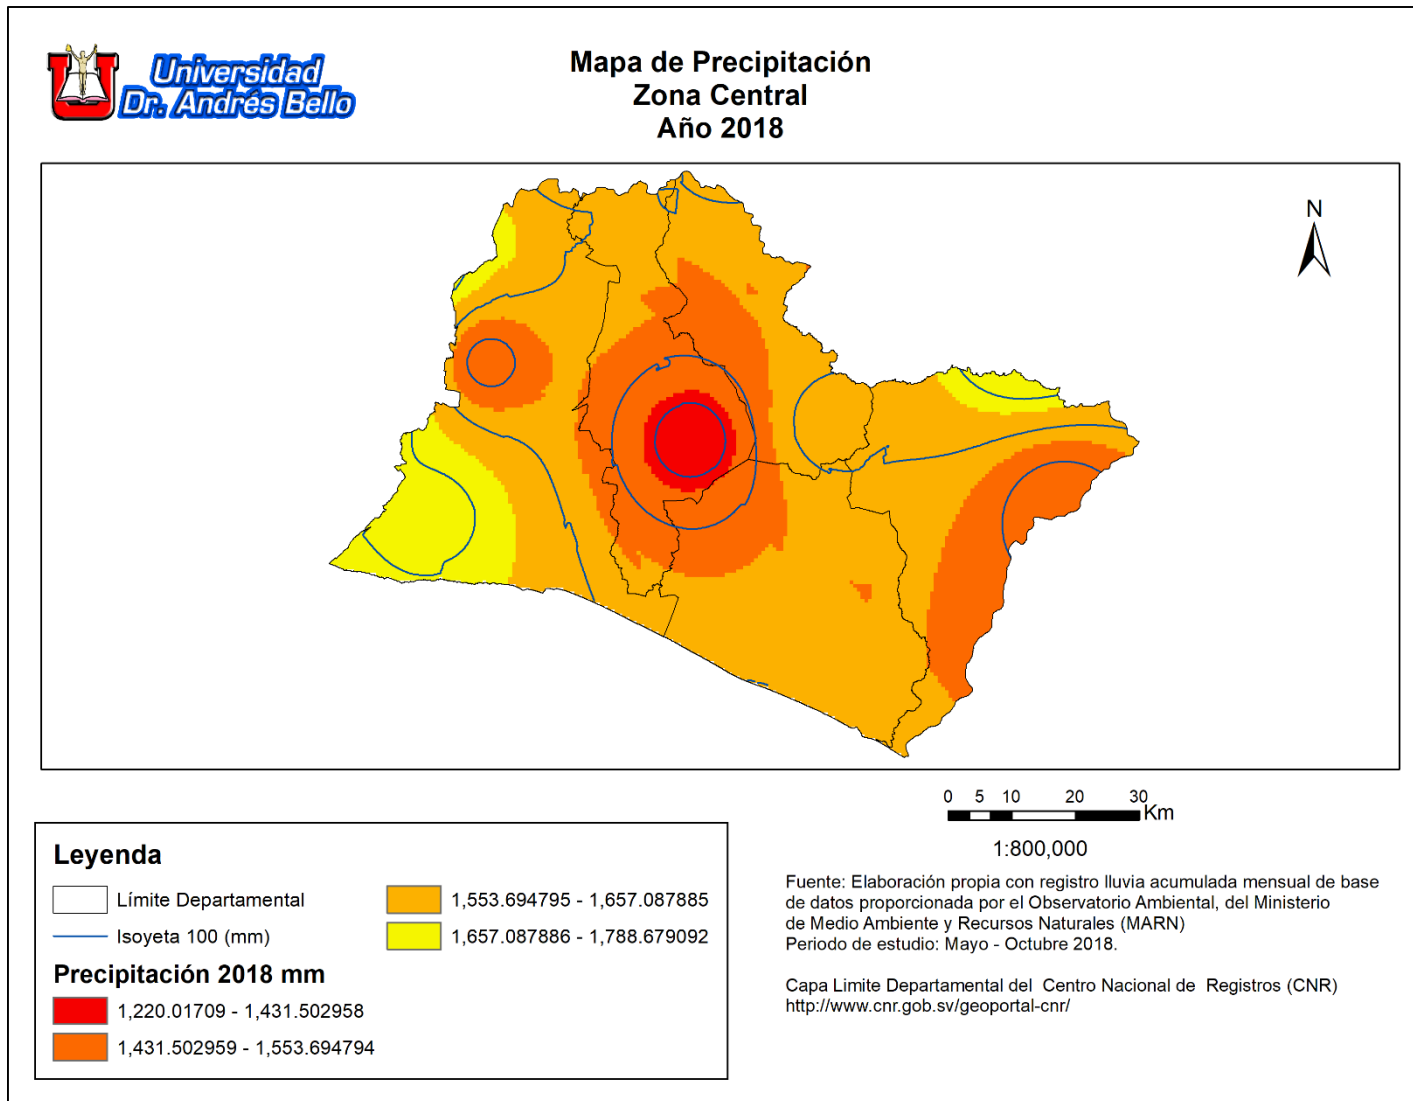 Universidad
Dr. Andrés Bello
Mapa de Precipitación
Zona Central
Año 2018
N
0 5 10 20 30
Km
1:800,000
Leyenda
Límite Departamental
Isoyeta 100 (mm)
Precipitación 2018 mm
1,220.01709 - 1,431.502958
1,431.502959 - 1,553.694794
1,553.694795 - 1,657.087885
1,657.087886 - 1,788.679092
Fuente: Elaboración propia con registro lluvia acumulada mensual de base
de datos proporcionada por el Observatorio Ambiental, del Ministerio
de Medio Ambiente y Recursos Naturales (MARN)
Periodo de estudio: Mayo - Octubre 2018.
Capa Limite Departamental del Centro Nacional de Registros (CNR)
http://www.cnr.gob.sv/geoportal-cnr/